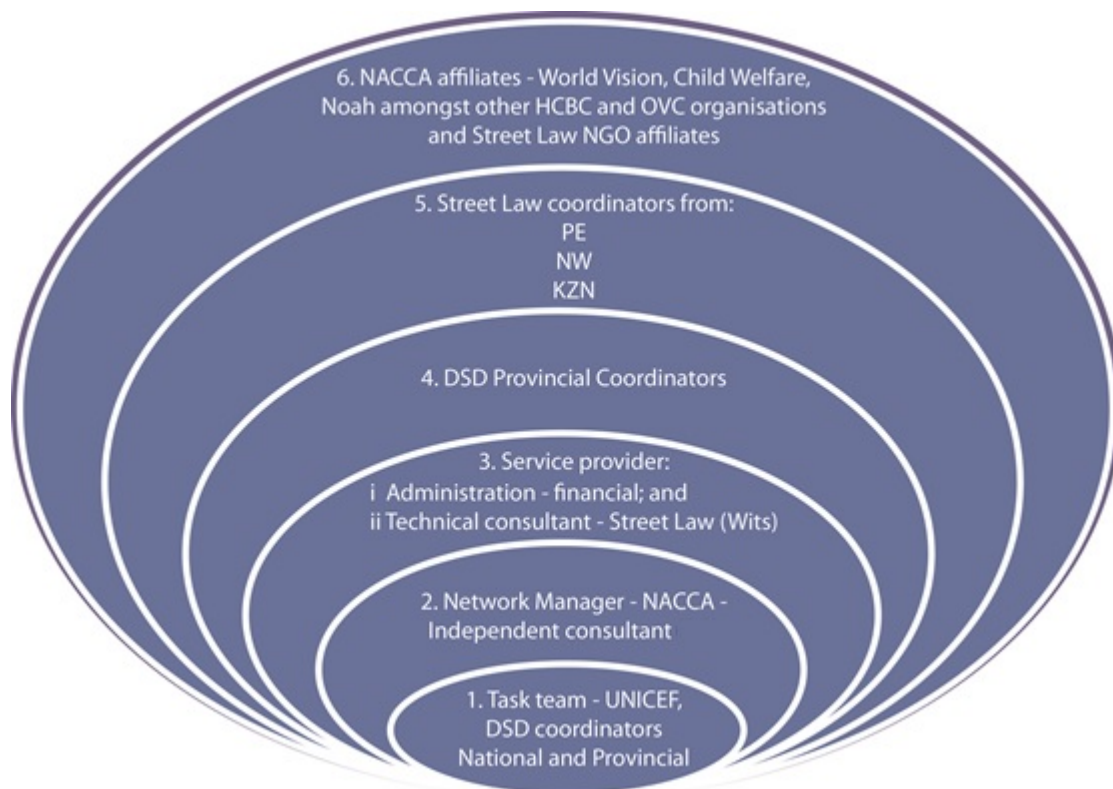 6. NACCA affiliates - World Vision, Child Welfare,
Noah amongst other HCBC and OVC organisations
and Street Law NGO affiliates
5. Street Law coordinators from:
PE
NW
KZN
4. DSD Provincial Coordinators
3. Service provider:
i Administration - financial; and
ii Technical consultant - Street Law (Wits)
2. Network Manager - NACCA -
Independent consultant
1. Task team - UNICEF,
DSD coordinators
National and Provincial